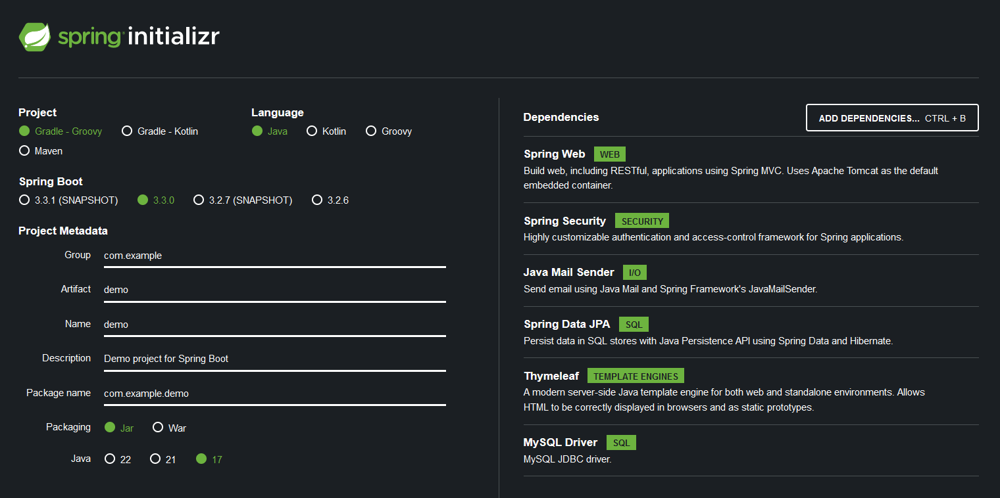 spring initializr
Project
Gradle - Groovy Gradle - Kotlin
Maven
Language
Java Kotlin Groovy
Spring Boot
3.3.1 (SNAPSHOT) 3.3.0 3.2.7 (SNAPSHOT) 3.2.6
Project Metadata
Group com.example
Artifact demo
Name demo
Description Demo project for Spring Boot
Package name com.example.demo
Packaging Jar War
Java 22 21 17
Dependencies ADD DEPENDENCIES... CTRL + B
Spring Web WEB
Build web, including RESTful, applications using Spring MVC. Uses Apache Tomcat as the default
embedded container.
Spring Security SECURITY
Highly customizable authentication and access-control framework for Spring applications.
Java Mail Sender I/O
Send email using Java Mail and Spring Framework's JavaMailSender.
Spring Data JPA SQL
Persist data in SQL stores with Java Persistence API using Spring Data and Hibernate.
Thymeleaf TEMPLATE ENGINES
A modern server-side Java template engine for both web and standalone environments. Allows
HTML to be correctly displayed in browsers and as static prototypes.
MySQL Driver SQL
MySQL JDBC driver.